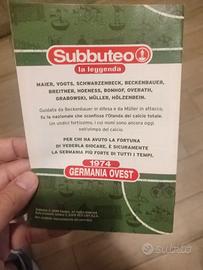 Subbuteo
la leggenda
MAIER, VOGTS, SCHWARZENBECK, BECKENBAUER,
BREITNER, HOENESS, BONHOF, OVERATH,
GRABOWSKI, MÜLLER, HÖLZENBEIN.
Guidata da Beckenbauer in difesa e da Müller in attacco,
fu la nazionale che sconfisse l'Olanda del calcio totale.
Un undici fortissimo, i cui nomi sono ancora oggi
nell'olimpo del calcio.
PER CHI HA AVUTO LA FORTUNA
DI VEDERLA GIOCARE, È SICURAMENTE
LA GERMANIA PIÙ FORTE DI TUTTI I TEMPI.
1974
GERMANIA OVEST
subito.it